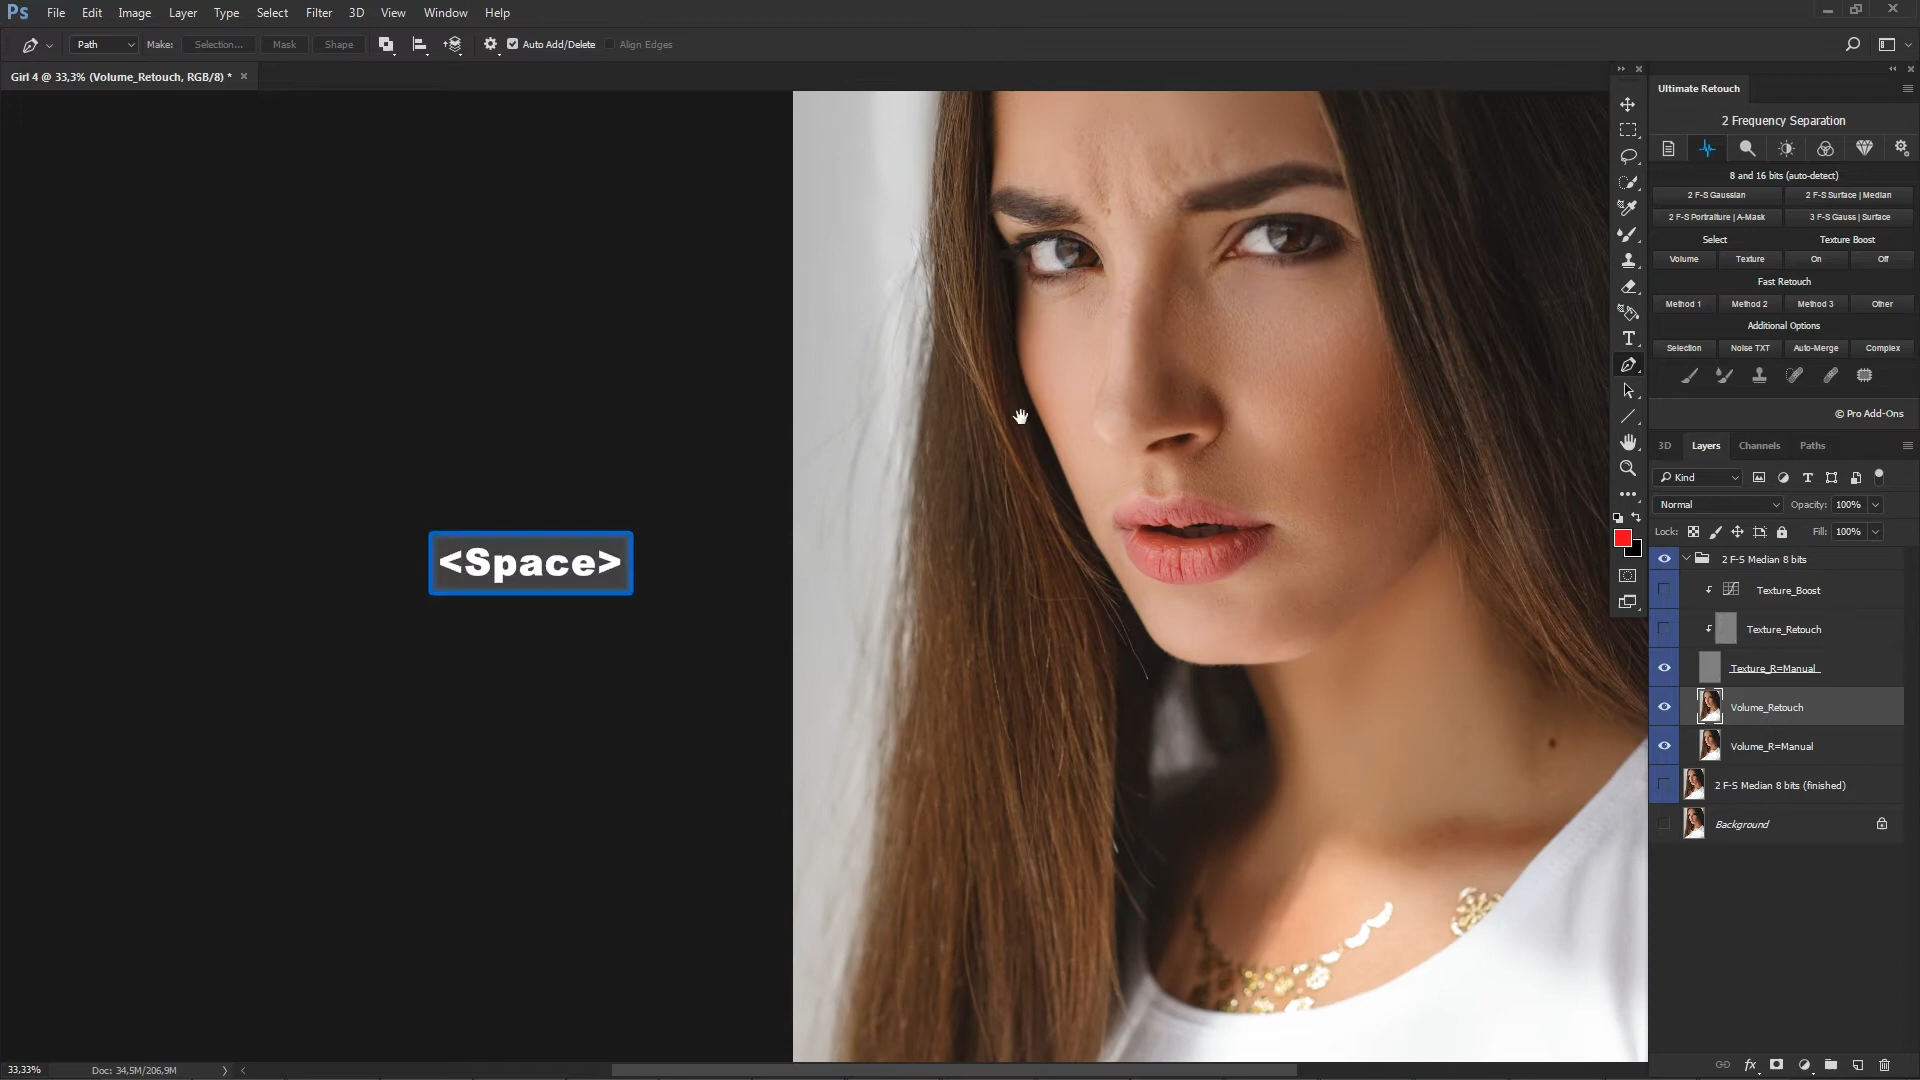 Ps File Edit Image Layer Type Select Filter 3D View Window Help
Path Make: Selection... Mask Shape Auto Add/Delete Align Edges
Girl 4 @ 33,3% (Volume_Retouch, RGB/8) *
Ultimate Retouch
2 Frequency Separation
8 and 16 bits (auto-detect)
2 F-S Gaussian 2 F-S Surface | Median
2 F-S Portraiture | A-Mask 3 F-S Gauss | Surface
Select Texture Boost
Volume Texture On Off
Fast Retouch
Method 1 Method 2 Method 3 Other
Additional Options
Selection Noise TXT Auto-Merge Complex
© Pro Add-Ons
3D Layers Channels Paths
Kind
Normal Opacity: 100%
Lock: Fill: 100%
2 F-S Median 8 bits
Texture_Boost
Texture_Retouch
Texture_R=Manual
Volume_Retouch
Volume_R=Manual
2 F-S Median 8 bits (finished)
Background
<Space>
33,33% Doc: 34,5M/206,9M